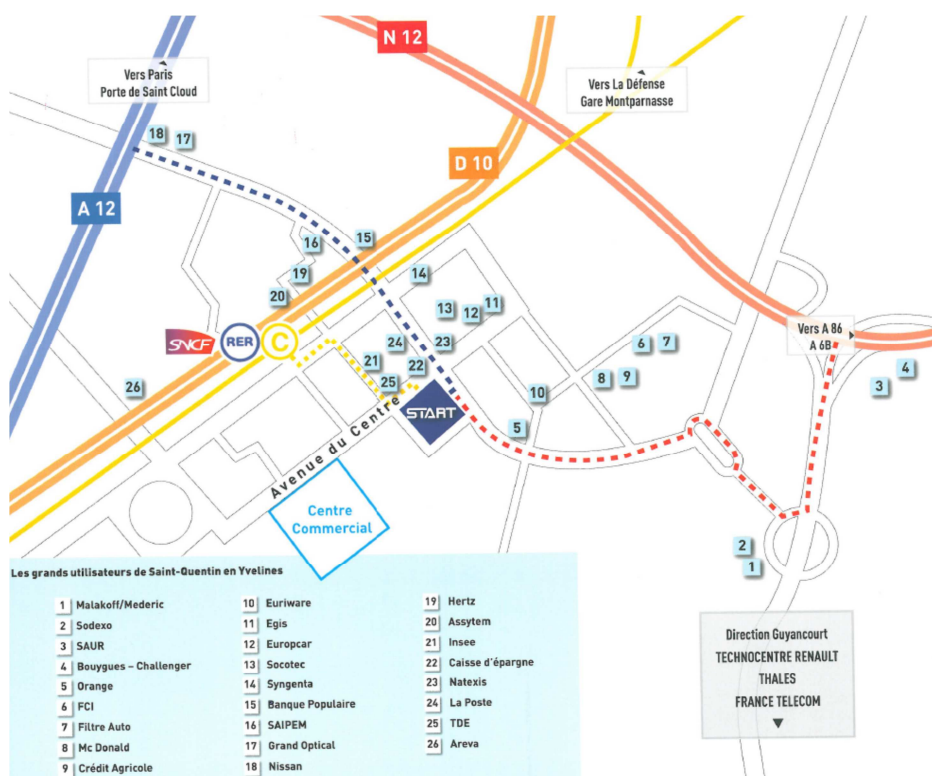 N 12
Vers Paris
Porte de Saint Cloud
Vers La Défense
Gare Montparnasse
18
17
D 10
A 12
16
15
19
14
20
13
12
11
Vers A 86
A 6B
SNCF
RER
C
24
23
6
7
21
22
4
26
25
10
8
9
3
START
5
Avenue du Centre
Centre
Commercial
2
1
Les grands utilisateurs de Saint-Quentin en Yvelines
1 Malakoff/Mederic
2 Sodexo
3 SAUR
4 Bouygues – Challenger
5 Orange
6 FCI
7 Filtre Auto
8 Mc Donald
9 Crédit Agricole
10 Euriware
11 Egis
12 Europcar
13 Socotec
14 Syngenta
15 Banque Populaire
16 SAIPEM
17 Grand Optical
18 Nissan
19 Hertz
20 Assytem
21 Insee
22 Caisse d'épargne
23 Natexis
24 La Poste
25 TDE
26 Areva
Direction Guyancourt
TECHNOCENTRE RENAULT
THALES
FRANCE TELECOM